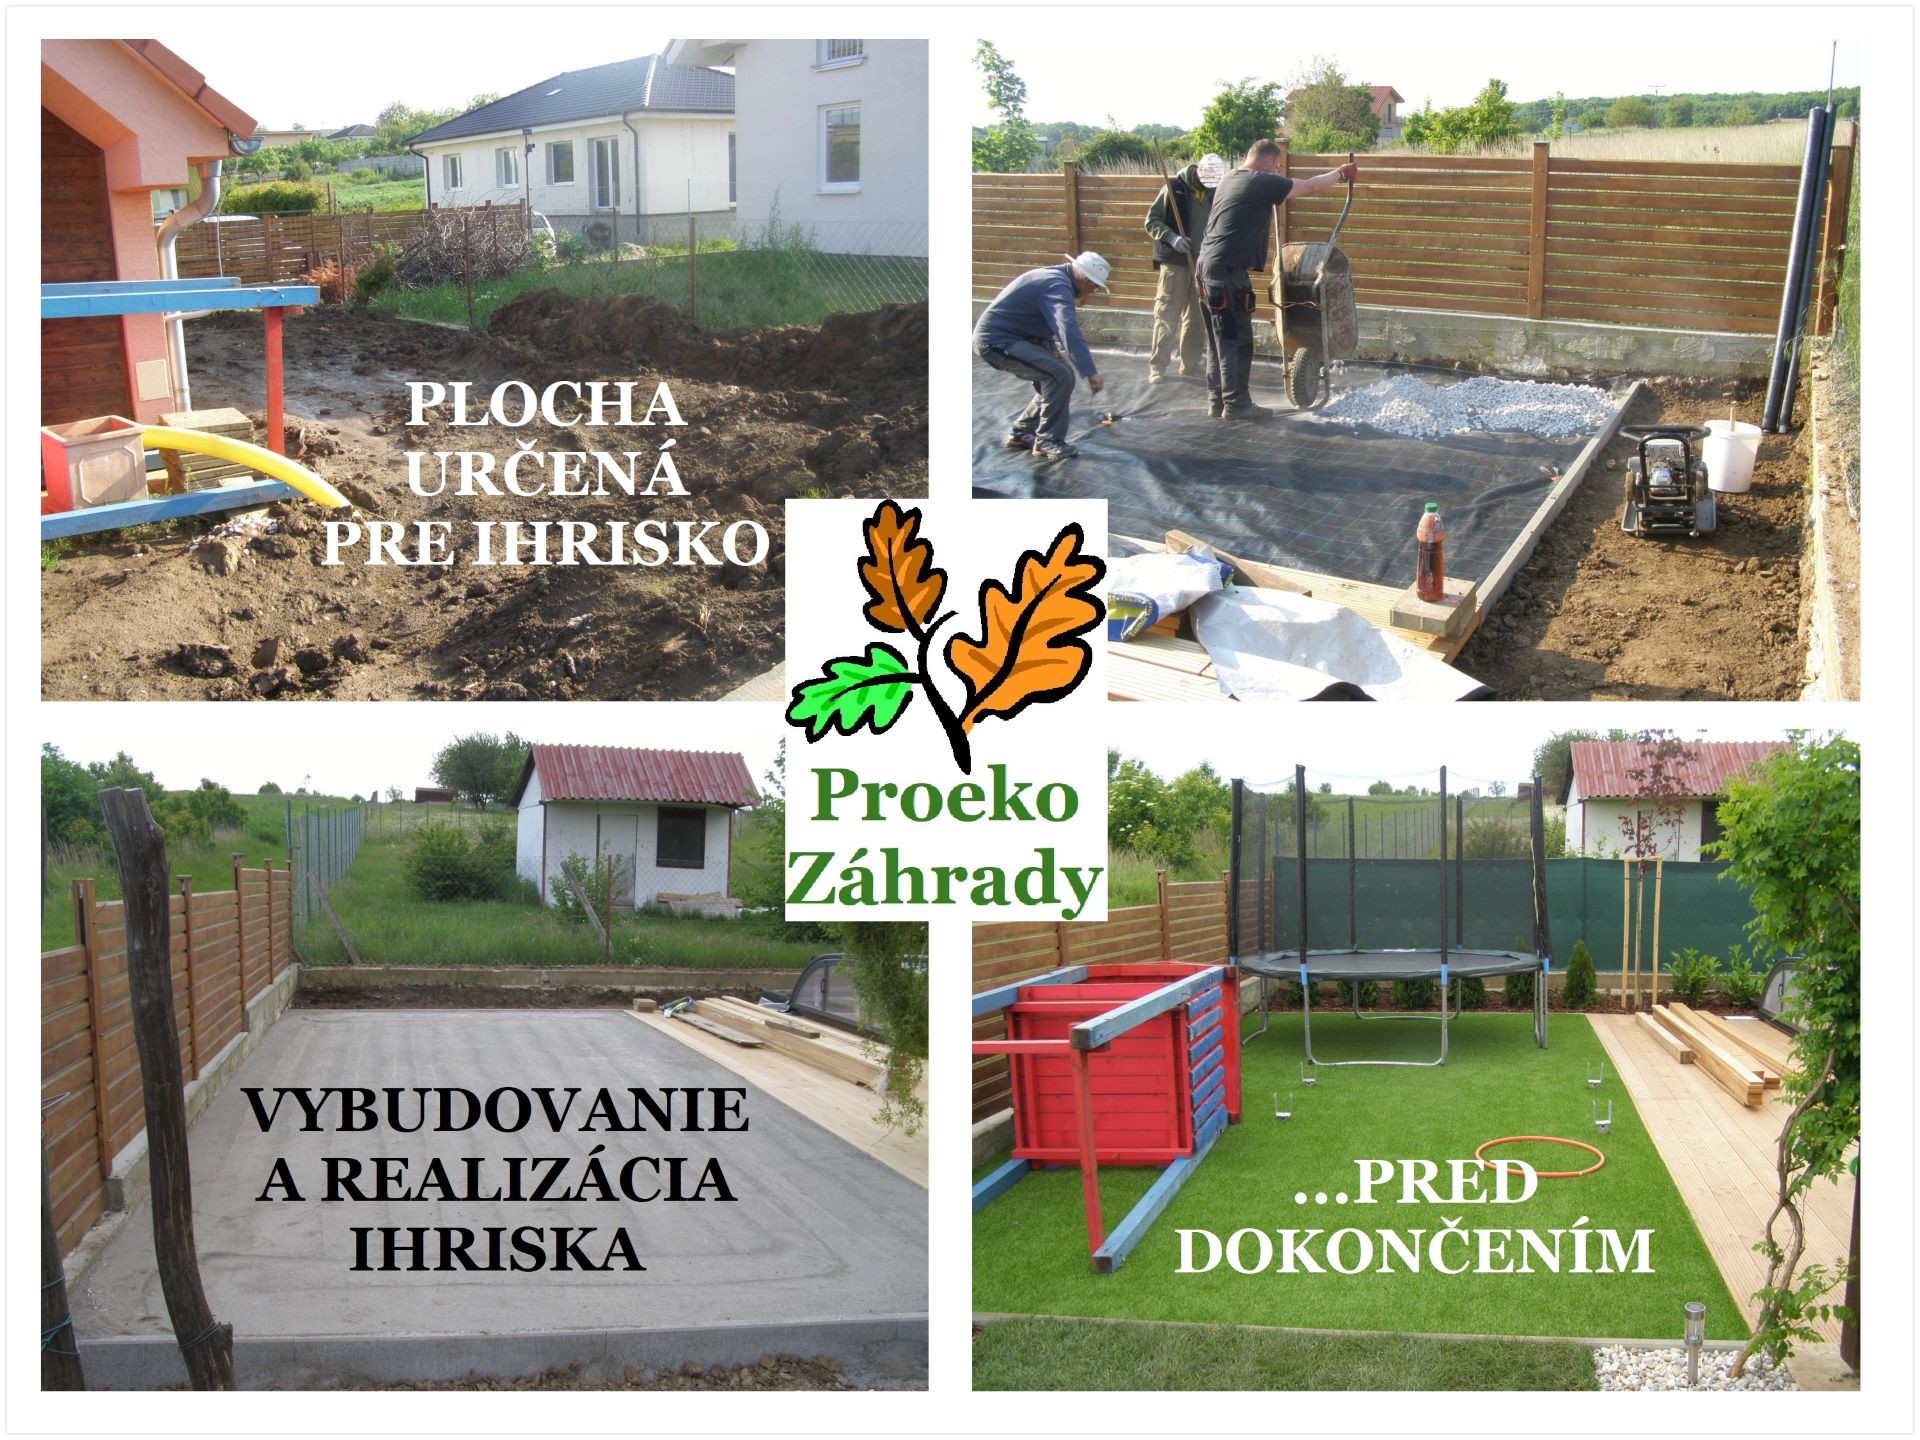 PLOCHA
URČENÁ
PRE IHRISKO
Proeko
Záhrady
VYBUDOVANIE
A REALIZÁCIA
IHRISKA
...PRED
DOKONČENÍM